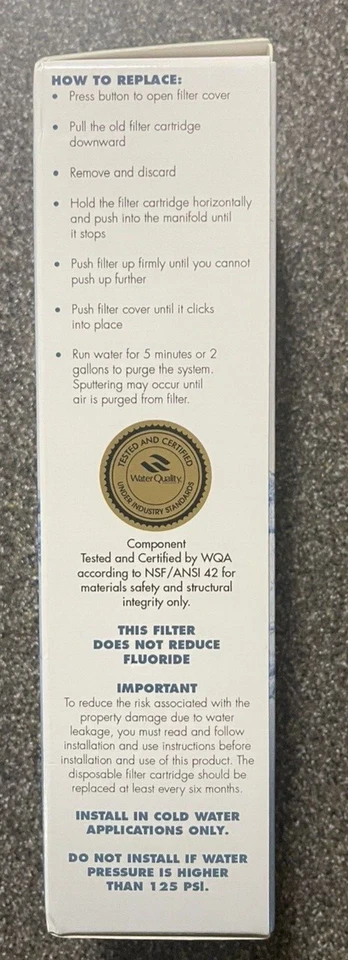 HOW TO REPLACE:
• Press button to open filter cover
• Pull the old filter cartridge
downward
• Remove and discard
• Hold the filter cartridge horizontally
and push into the manifold until
it stops
• Push filter up firmly until you cannot
push up further
• Push filter cover until it clicks
into place
• Run water for 5 minutes or 2
gallons to purge the system.
Sputtering may occur until
air is purged from filter.
TESTED AND CERTIFIED
Water Quality
UNDER INDUSTRY STANDARDS
Component
Tested and Certified by WQA
according to NSF/ANSI 42 for
materials safety and structural
integrity only.
THIS FILTER
DOES NOT REDUCE
FLUORIDE
IMPORTANT
To reduce the risk associated with the
property damage due to water
leakage, you must read and follow
installation and use instructions before
installation and use of this product. The
disposable filter cartridge should be
replaced at least every six months.
INSTALL IN COLD WATER
APPLICATIONS ONLY.
DO NOT INSTALL IF WATER
PRESSURE IS HIGHER
THAN 125 PSI.